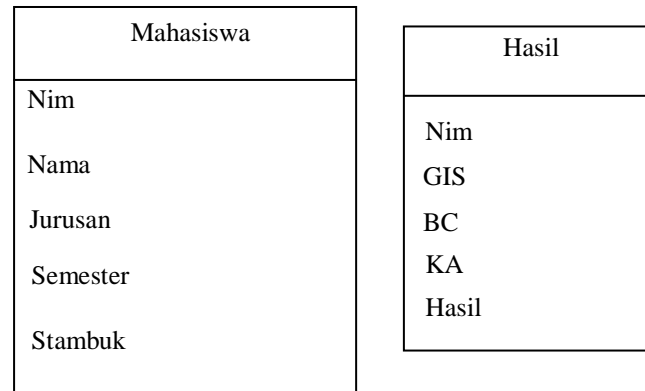 Mahasiswa
Nim
Nama
Jurusan
Semester
Stambuk
Hasil
Nim
GIS
BC
KA
Hasil